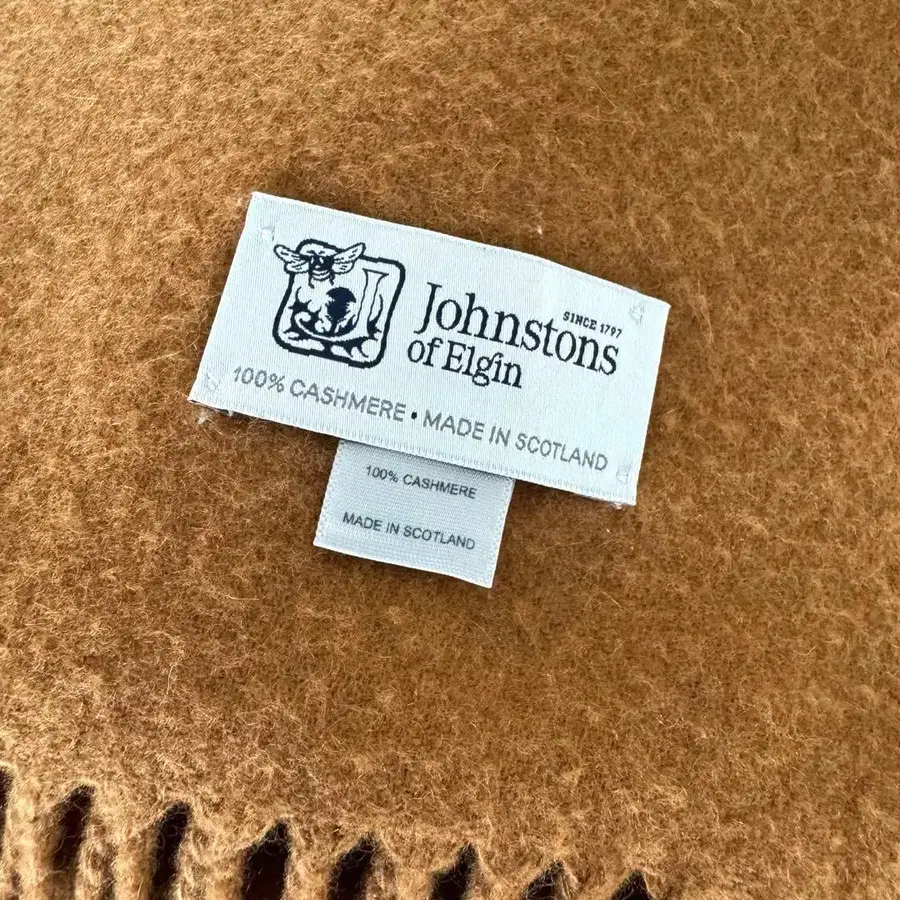 SINCE 1797
Johnstons
of Elgin
100% CASHMERE • MADE IN SCOTLAND
100% CASHMERE
MADE IN SCOTLAND